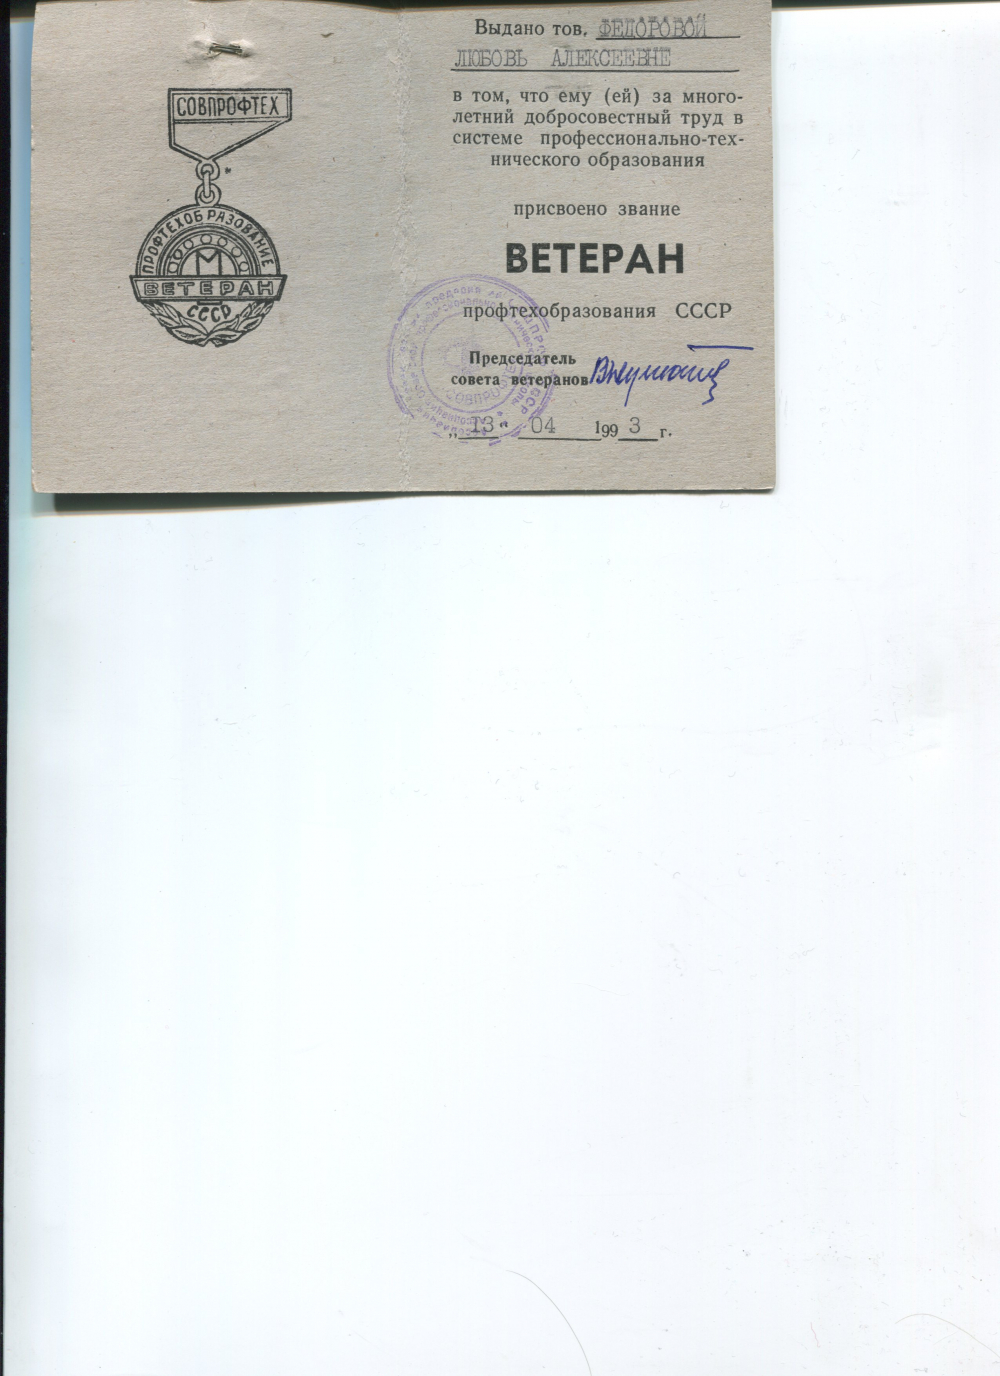 СОВПРОФТЕХ
ПРОФТЕХОБРАЗОВАНИЕ
ВЕТЕРАН
СССР
Выдано тов. ФЕДОРОВОЙ
ЛЮБОВЬ АЛЕКСЕЕВНЕ
в том, что ему (ей) за много-
летний добросовестный труд в
системе профессионально-тех-
нического образования
присвоено звание
ВЕТЕРАН
профтехобразования СССР
Председатель
совета ветеранов
„ 13 " 04 1993 г.